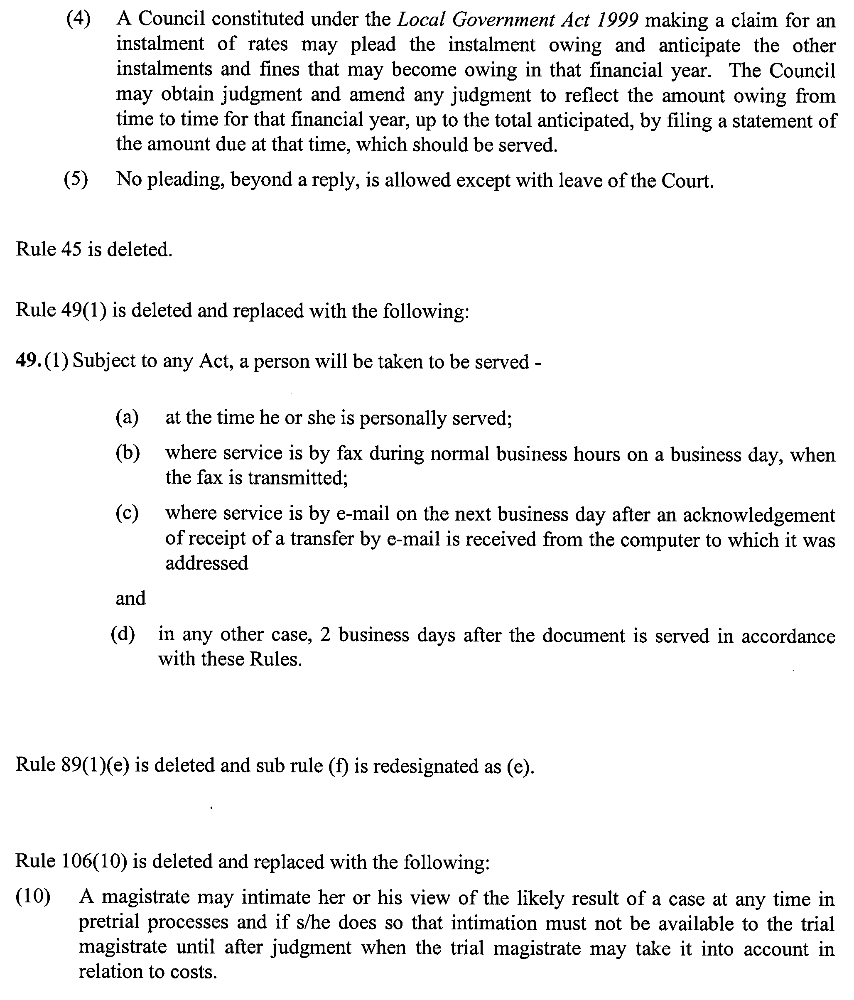 (4) A Council constituted under the Local Government Act 1999 making a claim for an
instalment of rates may plead the instalment owing and anticipate the other
instalments and fines that may become owing in that financial year. The Council
may obtain judgment and amend any judgment to reflect the amount owing from
time to time for that financial year, up to the total anticipated, by filing a statement of
the amount due at that time, which should be served.
(5) No pleading, beyond a reply, is allowed except with leave of the Court.
Rule 45 is deleted.
Rule 49(1) is deleted and replaced with the following:
49.(1) Subject to any Act, a person will be taken to be served -
(a) at the time he or she is personally served;
(b) where service is by fax during normal business hours on a business day, when
the fax is transmitted;
(c) where service is by e-mail on the next business day after an acknowledgement
of receipt of a transfer by e-mail is received from the computer to which it was
addressed
and
(d) in any other case, 2 business days after the document is served in accordance
with these Rules.
Rule 89(1)(e) is deleted and sub rule (f) is redesignated as (e).
Rule 106(10) is deleted and replaced with the following:
(10) A magistrate may intimate her or his view of the likely result of a case at any time in
pretrial processes and if s/he does so that intimation must not be available to the trial
magistrate until after judgment when the trial magistrate may take it into account in
relation to costs.